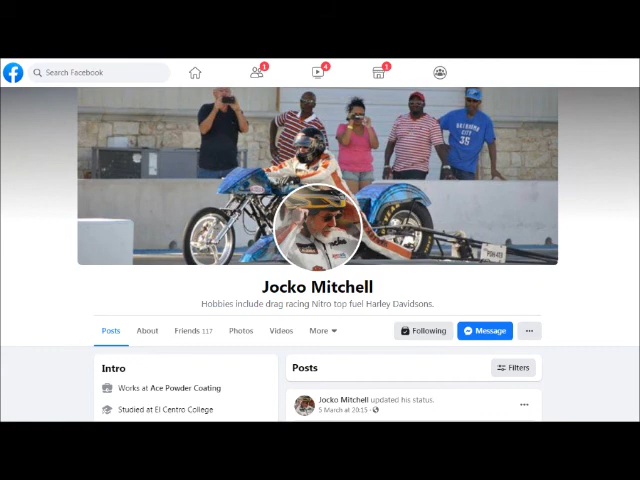 Search Facebook
1
4
1
OKLAHOMA
CITY
35
Jocko Mitchell
Hobbies include drag racing Nitro top fuel Harley Davidsons.
Posts About Friends 117 Photos Videos More Following Message ...
Intro
Works at Ace Powder Coating
Studied at El Centro College
Posts Filters
Jocko Mitchell updated his status.
5 March at 20:15 ·
...